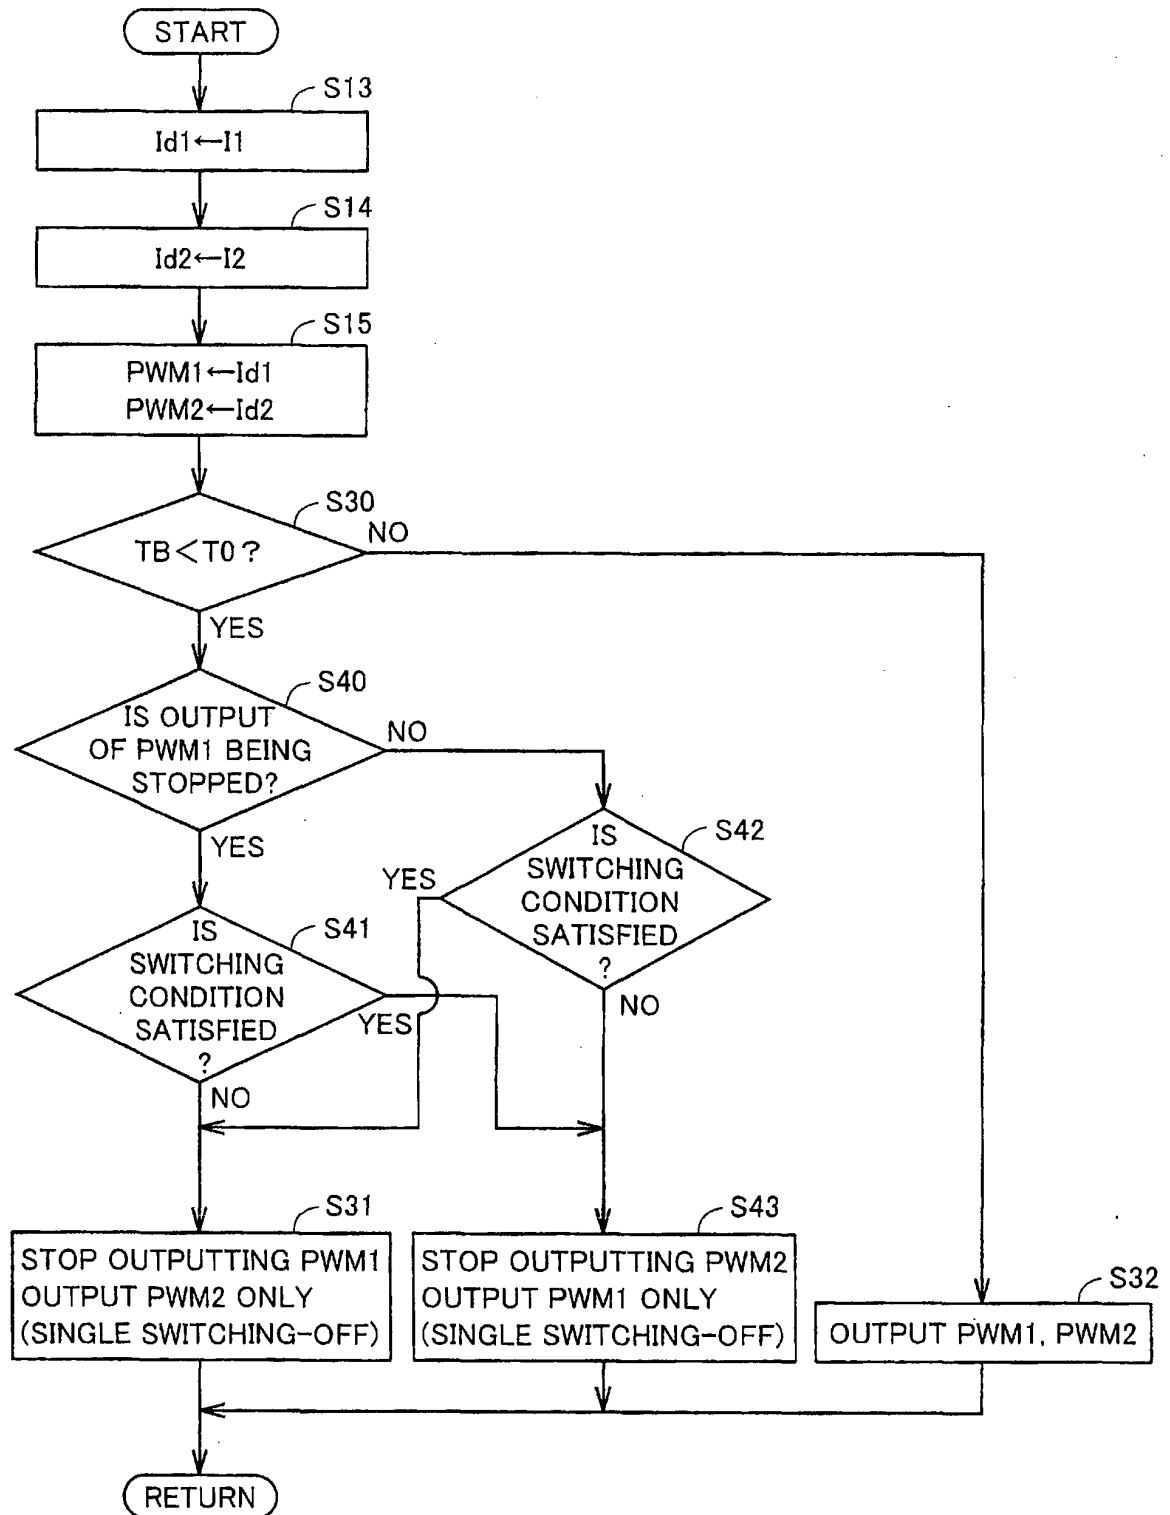 START
S13
Id1←I1
S14
Id2←I2
S15
PWM1←Id1
PWM2←Id2
S30
TB<T0?
NO
YES
S40
IS OUTPUT
OF PWM1 BEING
STOPPED?
NO
YES
S42
IS
SWITCHING
CONDITION
SATISFIED
?
YES
NO
S41
IS
SWITCHING
CONDITION
SATISFIED
?
YES
NO
S31
STOP OUTPUTTING PWM1
OUTPUT PWM2 ONLY
(SINGLE SWITCHING-OFF)
S43
STOP OUTPUTTING PWM2
OUTPUT PWM1 ONLY
(SINGLE SWITCHING-OFF)
S32
OUTPUT PWM1, PWM2
RETURN